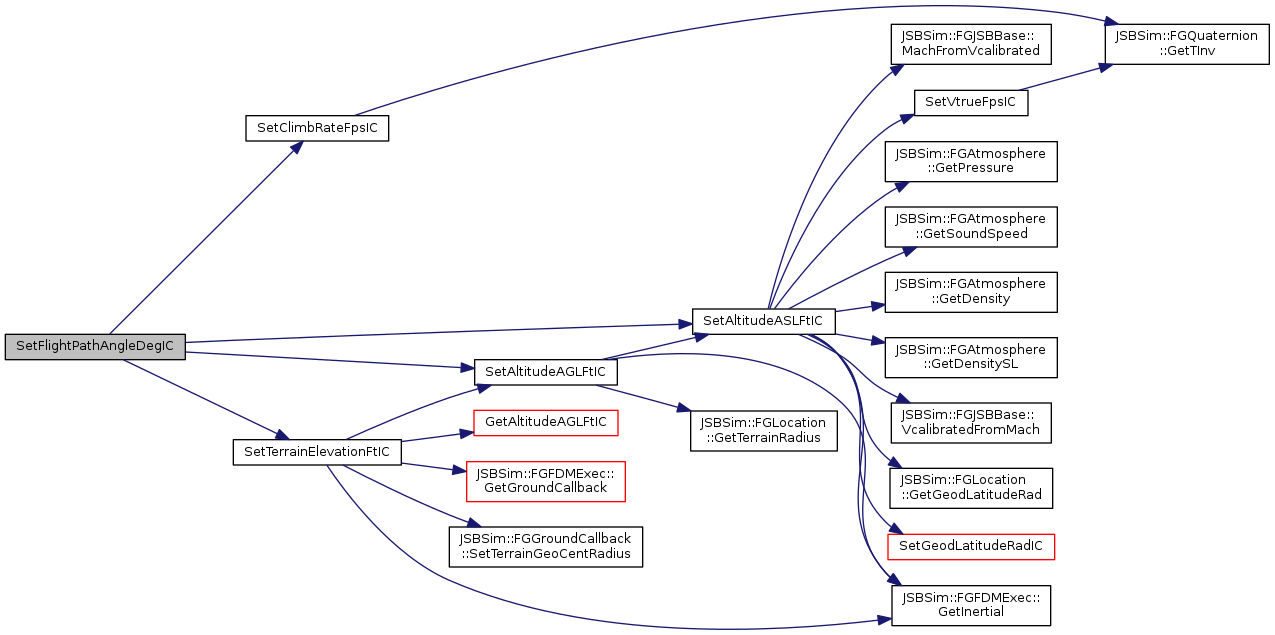 SetFlightPathAngleDegIC
SetClimbRateFpsIC
SetTerrainElevationFtIC
SetAltitudeAGLFtIC
GetAltitudeAGLFtIC
JSBSim::FGFDMExec::
GetGroundCallback
JSBSim::FGGroundCallback
::SetTerrainGeoCentRadius
SetAltitudeASLFtIC
JSBSim::FGLocation
::GetTerrainRadius
JSBSim::FGJSBBase::
MachFromVcalibrated
SetVtrueFpsIC
JSBSim::FGAtmosphere
::GetPressure
JSBSim::FGAtmosphere
::GetSoundSpeed
JSBSim::FGAtmosphere
::GetDensity
JSBSim::FGAtmosphere
::GetDensitySL
JSBSim::FGJSBBase::
VcalibratedFromMach
JSBSim::FGLocation
::GetGeodLatitudeRad
SetGeodLatitudeRadIC
JSBSim::FGFDMExec::
GetInertial
JSBSim::FGQuaternion
::GetTInv